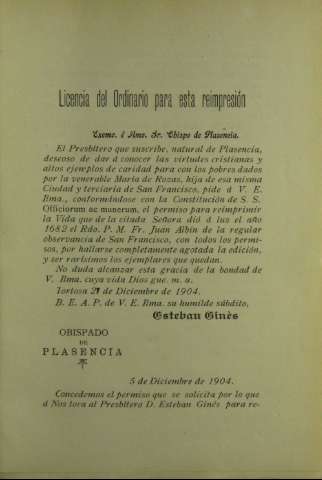 Licencia del Ordinario para esta reimpresión
Excmo. é Ilmo. Sr. Obispo de Plasencia.
El Presbítero que suscribe, natural de Plasencia,
deseoso de dar á conocer las virtudes cristianas y
altos ejemplos de caridad para con los pobres dados
por la venerable María de Rozas, hija de esa misma
Ciudad y terciaria de San Francisco, pide á V. E.
Rma., conformándose con la Constitución de S. S.
Officiorum ac munerum, el permiso para reimprimir
la Vida que de la citada Señora dió á luz el año
1682 el Rdo. P. M. Fr. Juan Albin de la regular
observancia de San Francisco, con todos los permi-
sos, por hallarse completamente agotada la edición,
y ser rarísimos los ejemplares que quedan.
No duda alcanzar esta gracia de la bondad de
V. Rma. cuya vida Dios gue. m. a.
Tortosa 21 de Diciembre de 1904.
B. E. A. P. de V. E. Rma. su humilde súbdito,
Esteban Ginés
OBISPADO
DE
PLASENCIA
5 de Diciembre de 1904.
Concedemos el permiso que se solicita por lo que
á Nos toca al Presbítero D. Esteban Ginés para re-